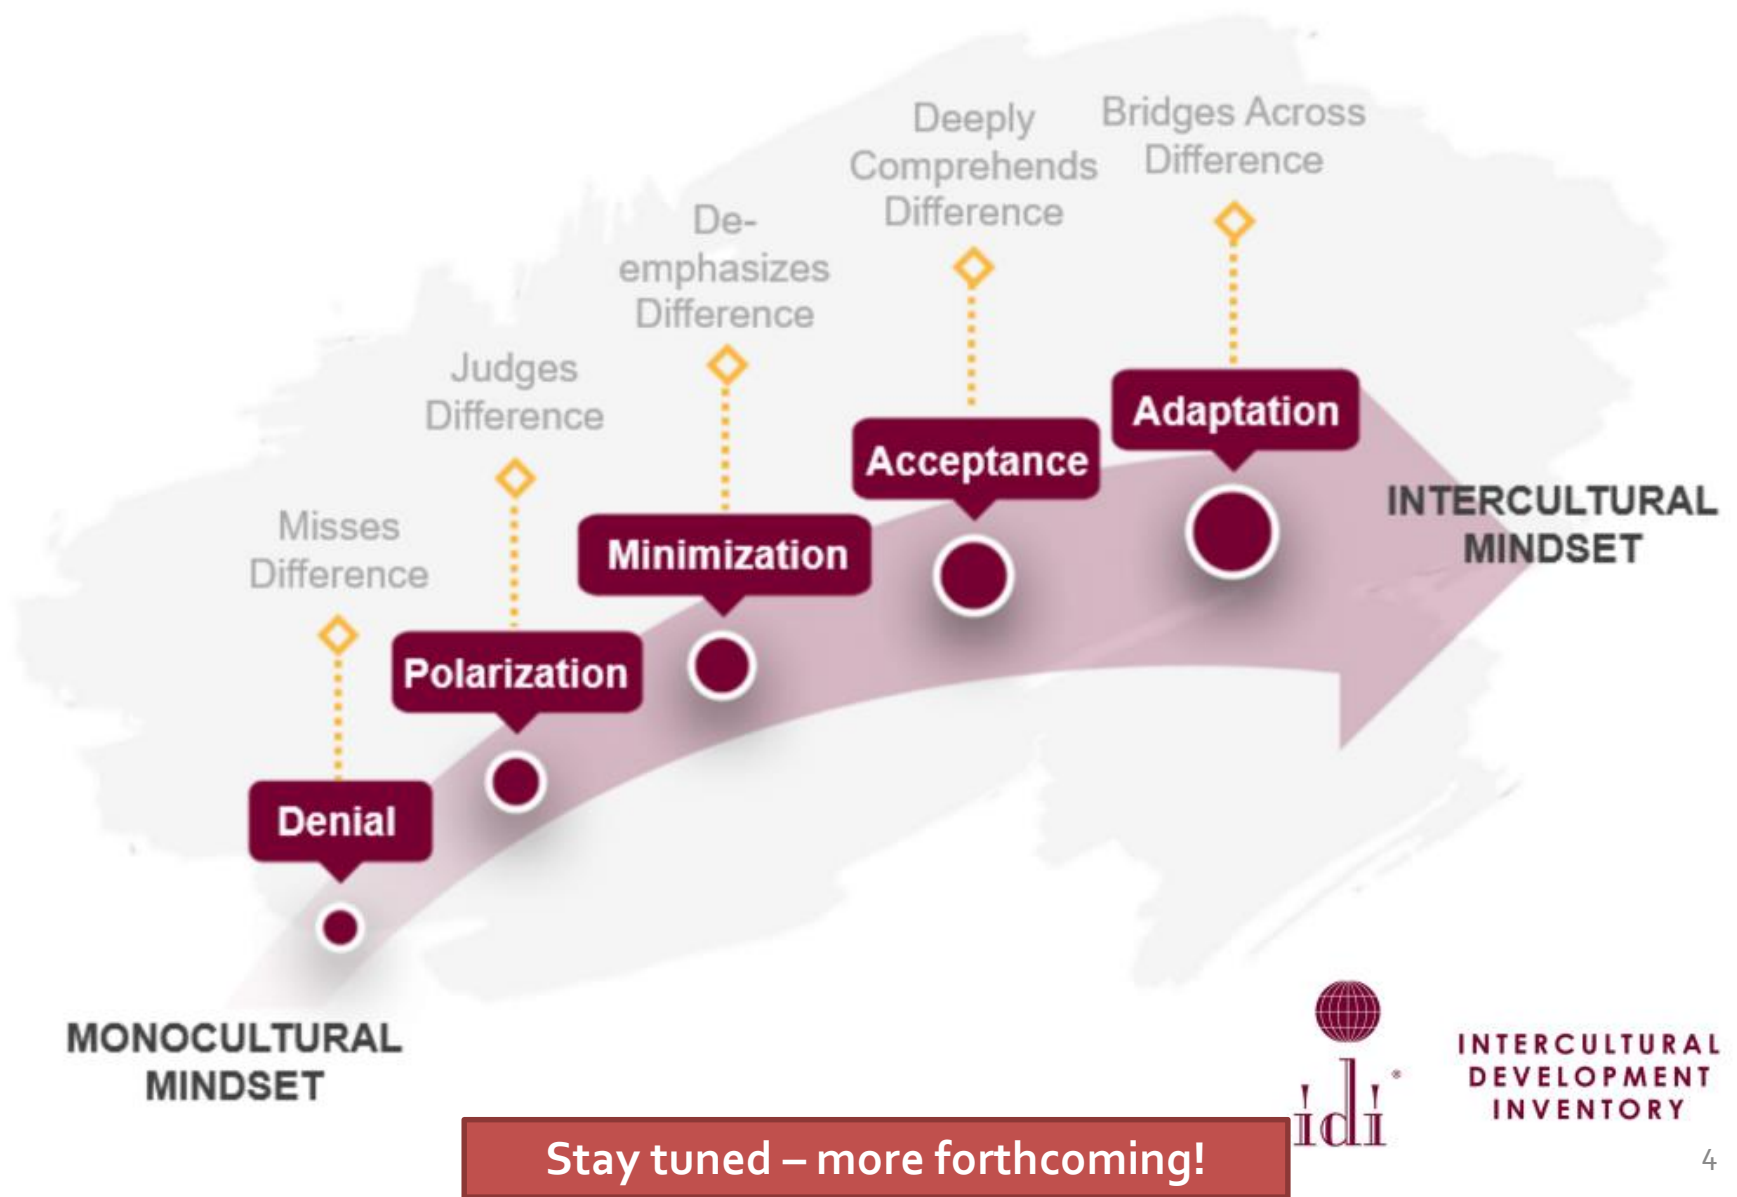 Deeply
Comprehends
Difference
Bridges Across
Difference
De-
emphasizes
Difference
Judges
Difference
Misses
Difference
Adaptation
Acceptance
Minimization
Polarization
Denial
INTERCULTURAL
MINDSET
MONOCULTURAL
MINDSET
idi®
INTERCULTURAL
DEVELOPMENT
INVENTORY
Stay tuned – more forthcoming!
4